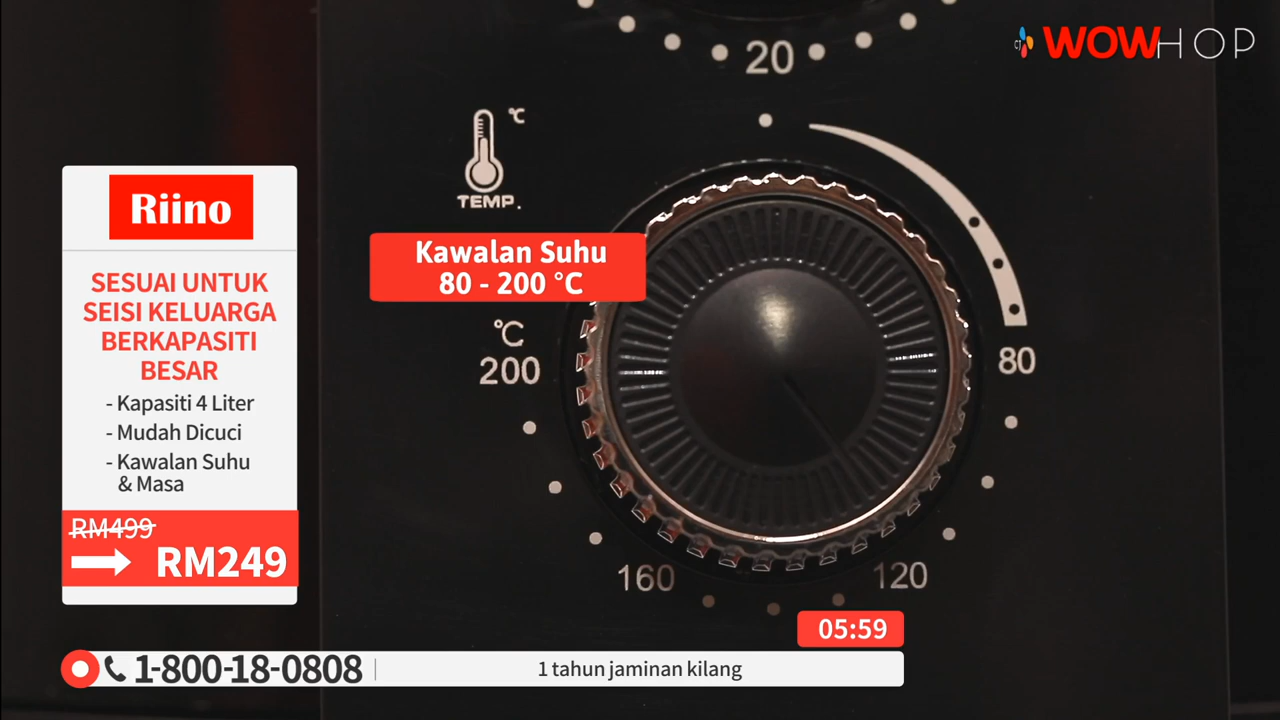 20
CJ WOWSHOP
°C
TEMP.
Riino
SESUAI UNTUK
SEISI KELUARGA
BERKAPASITI
BESAR
- Kapasiti 4 Liter
- Mudah Dicuci
- Kawalan Suhu
& Masa
RM499
RM249
Kawalan Suhu
80 - 200 °C
°C
200
80
160
120
05:59
1-800-18-0808
1 tahun jaminan kilang